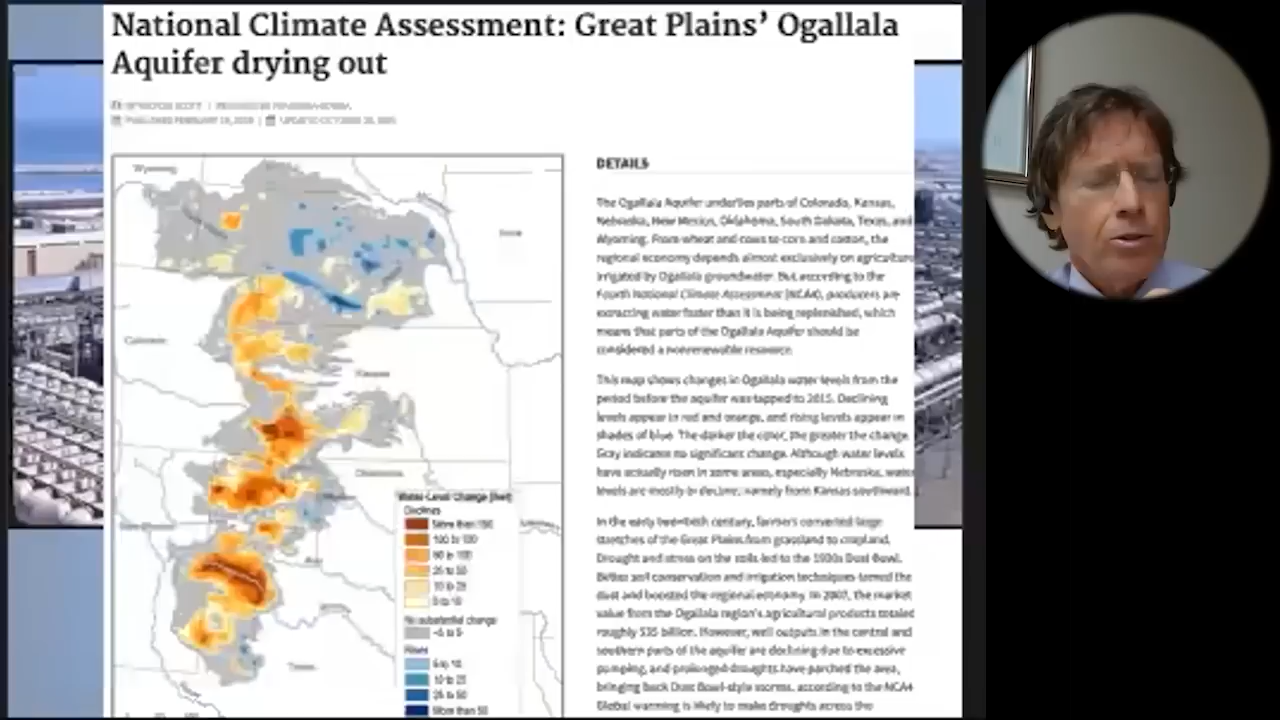 National Climate Assessment: Great Plains’ Ogallala
Aquifer drying out
DETAILS
The Ogallala Aquifer underlies parts of Colorado, Kansas,
Nebraska, New Mexico, Oklahoma, South Dakota, Texas, and
Wyoming. From wheat and cows to corn and cotton, the
regional economy depends almost exclusively on agriculture
irrigated by Ogallala groundwater. But according to the
Fourth National Climate Assessment (NCA4), producers are
extracting water faster than it is being replenished, which
means that parts of the Ogallala Aquifer should be
considered a nonrenewable resource.
This map shows changes in Ogallala water levels from the
period before the aquifer was tapped to 2015. Declining
levels appear in red and orange, and rising levels appear in
shades of blue. The darker the color, the greater the change.
Gray indicates no significant change. Although water levels
have actually risen in some areas, especially Nebraska, water
levels are mostly in decline, namely from Kansas southward.
In the early twentieth century, farmers converted large
stretches of the Great Plains from grassland to cropland.
Drought and stress on the soils led to the 1930s Dust Bowl.
Better soil conservation and irrigation techniques tamed the
dust and boosted the regional economy. In 2007, the market
value from the Ogallala region's agricultural products totaled
roughly $35 billion. However, well outputs in the central and
southern parts of the aquifer are declining due to excessive
pumping, and prolonged droughts have parched the area,
bringing back Dust Bowl-style storms, according to the NCA4
Global warming is likely to make droughts across the
Wyoming
Iowa
Colorado
Kansas
Oklahoma
Texas
Water-Level Change (feet)
Declines
More than 150
100 to 150
50 to 100
25 to 50
10 to 25
5 to 10
No substantial change
-5 to 5
Rises
5 to 10
10 to 25
25 to 50
More than 50